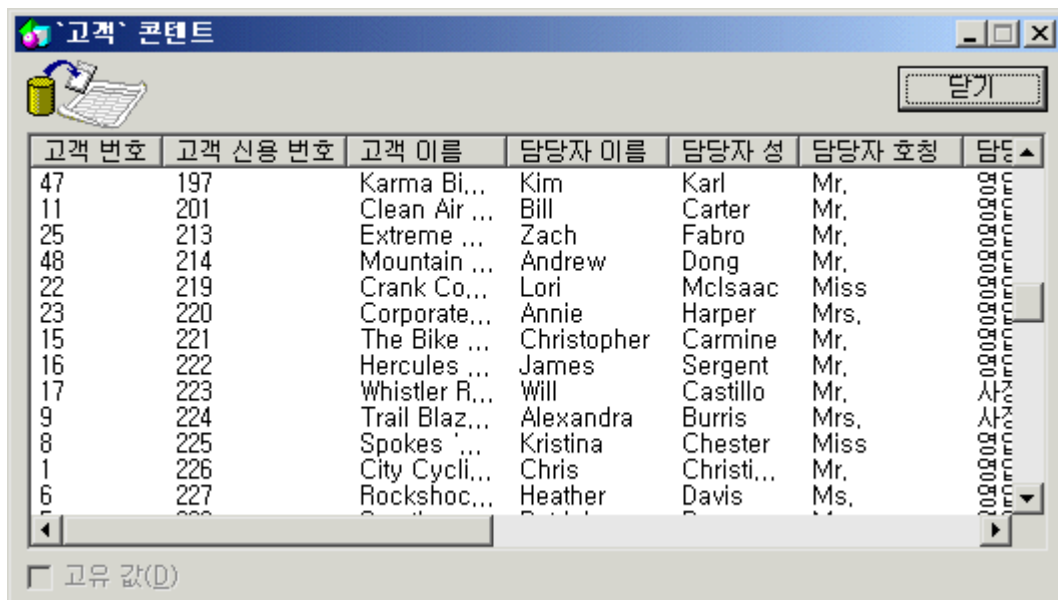 `고객` 콘텐트
닫기
고객 번호 고객 신용 번호 고객 이름 담당자 이름 담당자 성 담당자 호칭
47 197 Karma Bi... Kim Karl Mr.
11 201 Clean Air ... Bill Carter Mr.
25 213 Extreme ... Zach Fabro Mr.
48 214 Mountain ... Andrew Dong Mr.
22 219 Crank Co... Lori McIsaac Miss
23 220 Corporate... Annie Harper Mrs.
15 221 The Bike ... Christopher Carmine Mr.
16 222 Hercules ... James Sergent Mr.
17 223 Whistler R... Will Castillo Mr.
9 224 Trail Blaz... Alexandra Burris Mrs.
8 225 Spokes '... Kristina Chester Miss
1 226 City Cycli... Chris Christi... Mr.
6 227 Rockshoc... Heather Davis Ms.
고유 값(D)